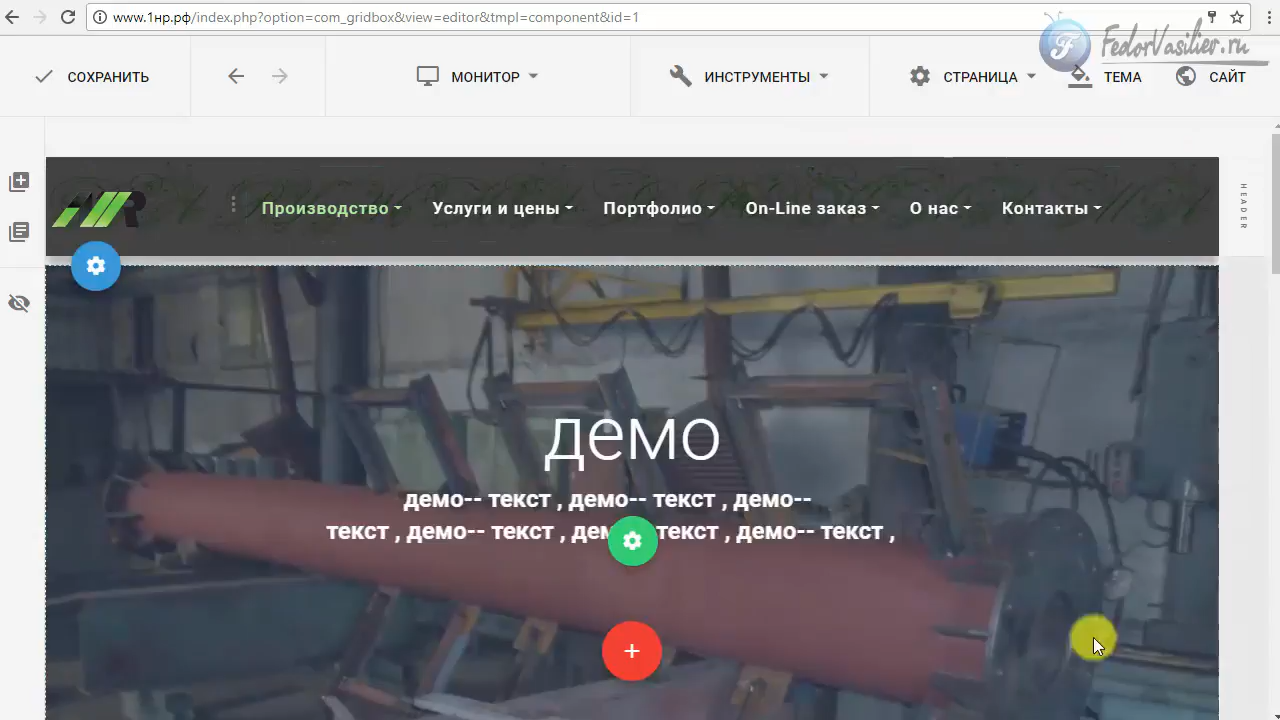 www.1нр.рф/index.php?option=com_gridbox&view=editor&tmpl=component&id=1
FedorVasilier.ru
СОХРАНИТЬ
МОНИТОР
ИНСТРУМЕНТЫ
СТРАНИЦА
ТЕМА
САЙТ
Производство
Услуги и цены
Портфолио
On-Line заказ
О нас
Контакты
HEADER
демо
демо-- текст , демо-- текст , демо--
текст , демо-- текст , текст , демо-- текст ,